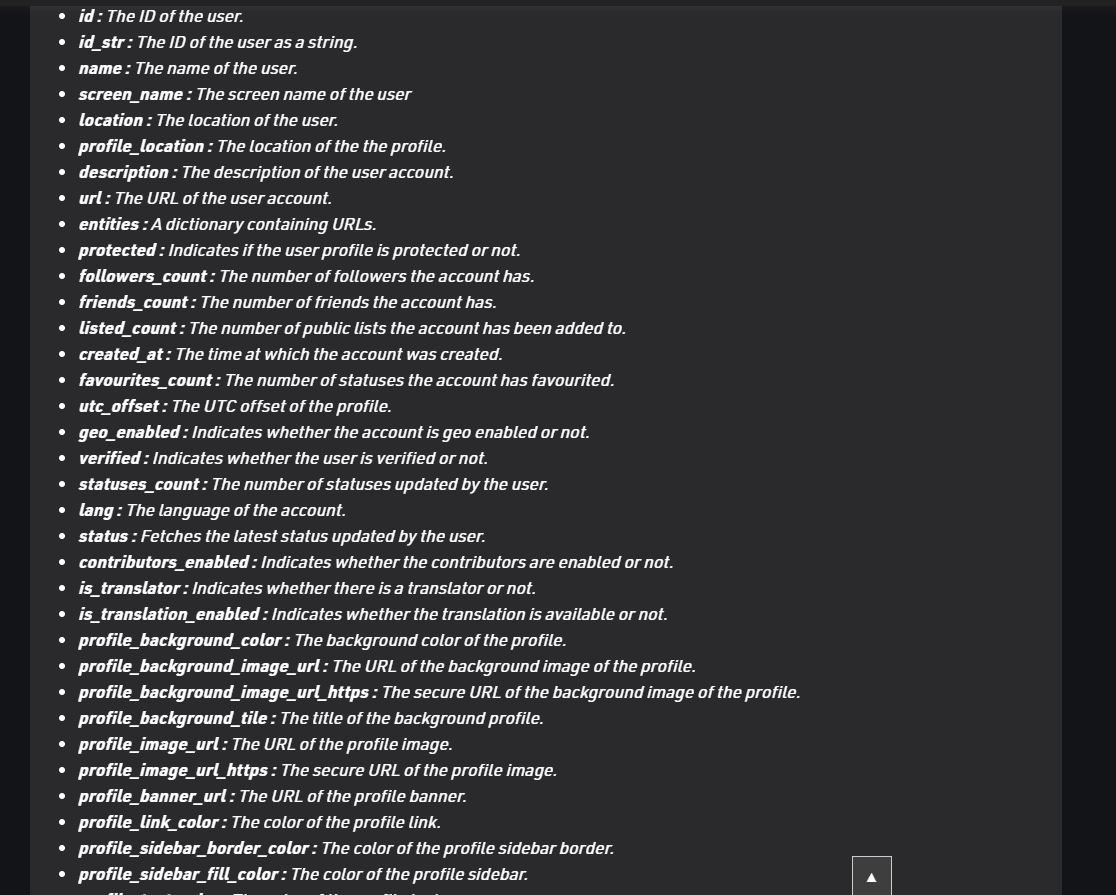 • id : The ID of the user.
• id_str : The ID of the user as a string.
• name : The name of the user.
• screen_name : The screen name of the user
• location : The location of the user.
• profile_location : The location of the the profile.
• description : The description of the user account.
• url : The URL of the user account.
• entities : A dictionary containing URLs.
• protected : Indicates if the user profile is protected or not.
• followers_count : The number of followers the account has.
• friends_count : The number of friends the account has.
• listed_count : The number of public lists the account has been added to.
• created_at : The time at which the account was created.
• favourites_count : The number of statuses the account has favourited.
• utc_offset : The UTC offset of the profile.
• geo_enabled : Indicates whether the account is geo enabled or not.
• verified : Indicates whether the user is verified or not.
• statuses_count : The number of statuses updated by the user.
• lang : The language of the account.
• status : Fetches the latest status updated by the user.
• contributors_enabled : Indicates whether the contributors are enabled or not.
• is_translator : Indicates whether there is a translator or not.
• is_translation_enabled : Indicates whether the translation is available or not.
• profile_background_color : The background color of the profile.
• profile_background_image_url : The URL of the background image of the profile.
• profile_background_image_url_https : The secure URL of the background image of the profile.
• profile_background_tile : The title of the background profile.
• profile_image_url : The URL of the profile image.
• profile_image_url_https : The secure URL of the profile image.
• profile_banner_url : The URL of the profile banner.
• profile_link_color : The color of the profile link.
• profile_sidebar_border_color : The color of the profile sidebar border.
• profile_sidebar_fill_color : The color of the profile sidebar.